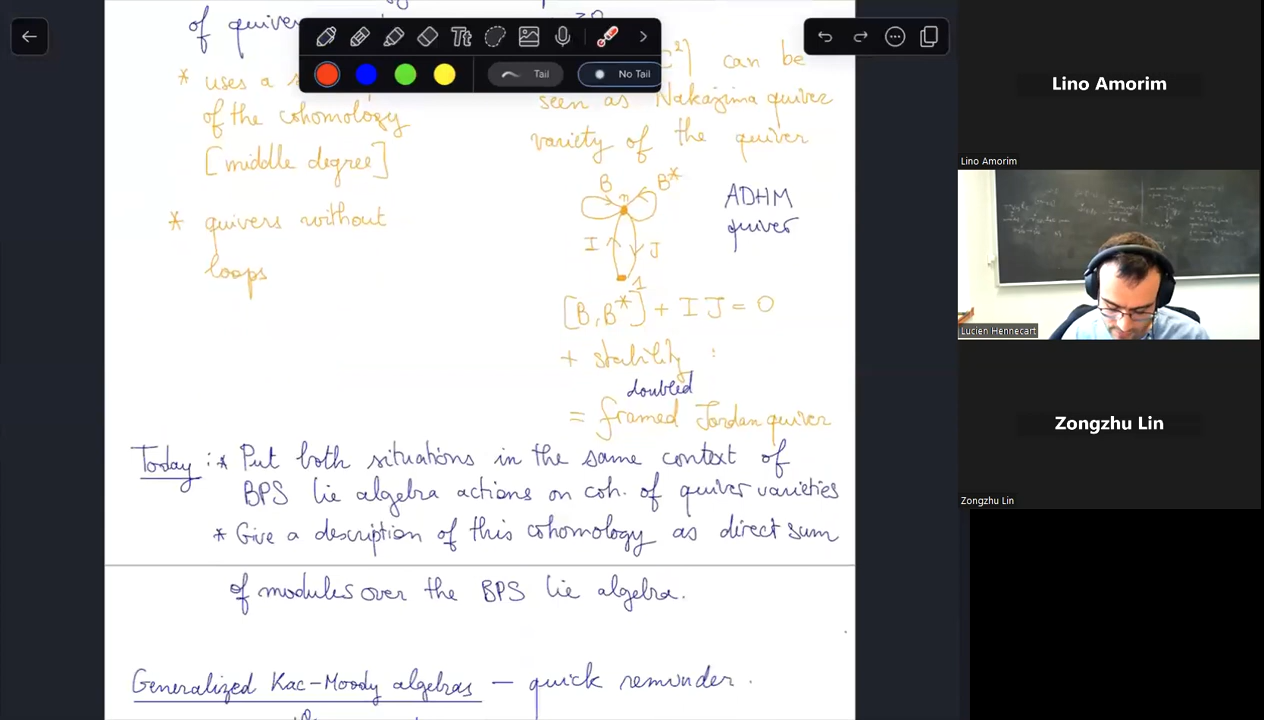 of quiver
* uses a s
of the cohomology
[middle degree]
* quivers without
loops
Tt
Tail
No Tail
C²] can be
seen as Nakajima quiver
variety of the quiver
B
B*
n
I
J
1
ADHM
quiver
[B, B*] + I J = 0
+ stability :
doubled
= framed Jordan quiver
Today : * Put both situations in the same context of
BPS lie algebra actions on coh. of quiver varieties
* Give a description of this cohomology as direct sum
of modules over the BPS lie algebra.
Generalized Kac-Moody algebras — quick reminder.
Lino Amorim
Lino Amorim
Lucien Hennecart
Zongzhu Lin
Zongzhu Lin